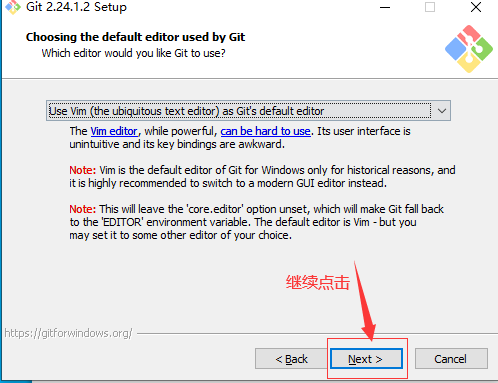 Git 2.24.1.2 Setup
Choosing the default editor used by Git
Which editor would you like Git to use?
Use Vim (the ubiquitous text editor) as Git's default editor
The Vim editor, while powerful, can be hard to use. Its user interface is
unintuitive and its key bindings are awkward.
Note: Vim is the default editor of Git for Windows only for historical reasons, and
it is highly recommended to switch to a modern GUI editor instead.
Note: This will leave the 'core.editor' option unset, which will make Git fall back
to the 'EDITOR' environment variable. The default editor is Vim - but you
may set it to some other editor of your choice.
继续点击
https://gitforwindows.org/
< Back
Next >
Cancel